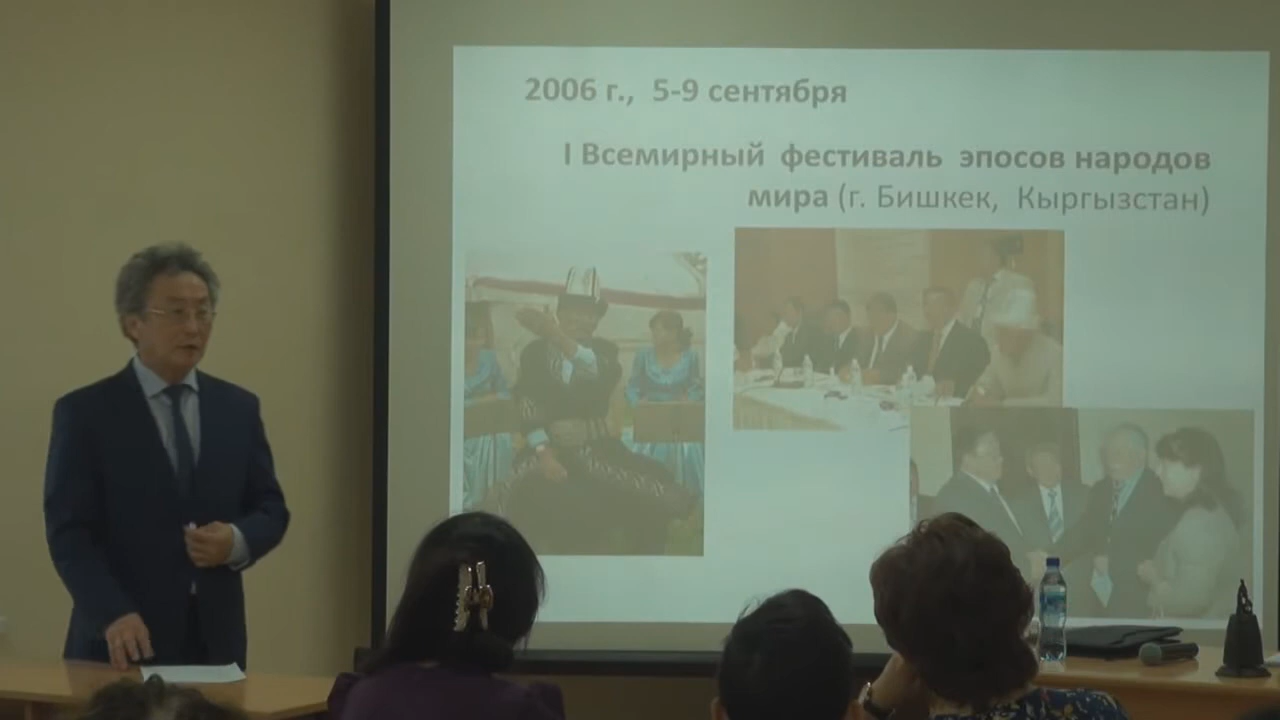 2006 г., 5-9 сентября
I Всемирный фестиваль эпосов народов
мира (г. Бишкек, Кыргызстан)